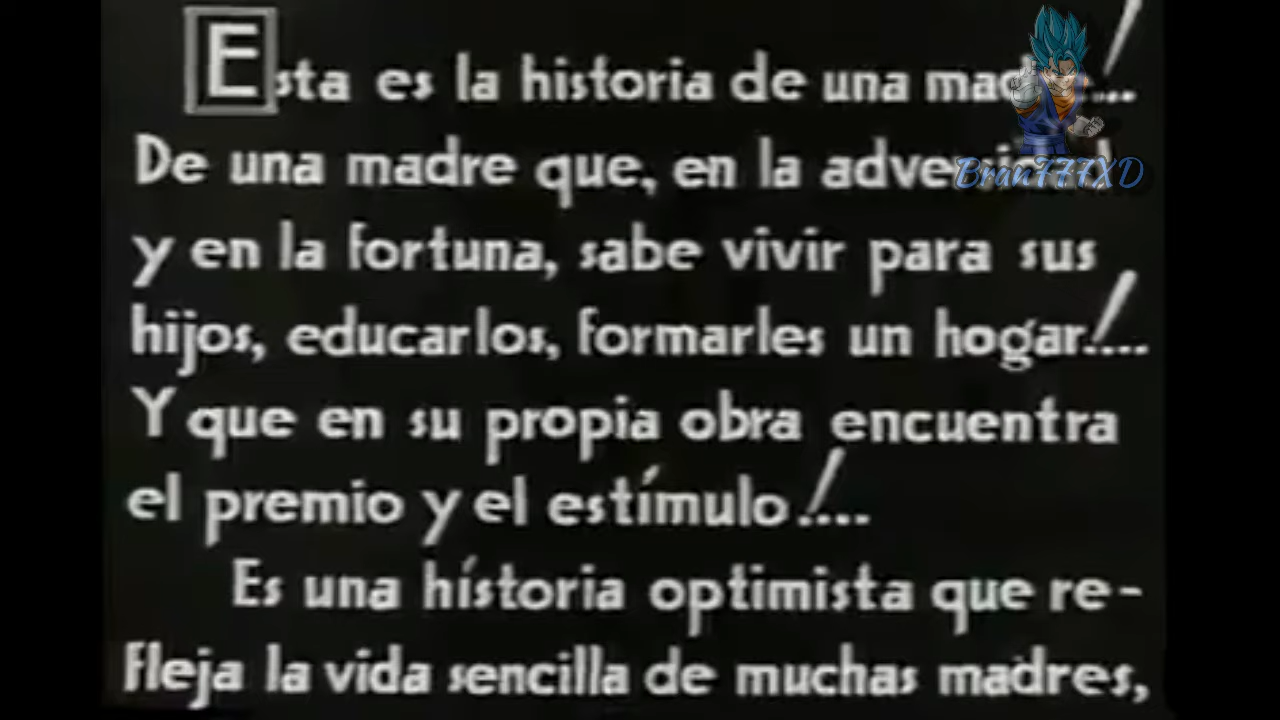 Esta es la historia de una
De una madre que, en la
Bran777XD
y en la fortuna, sabe vivir para sus
hijos, educarlos, formarles un hogar!....
Y que en su propia obra encuentra
el premio y el estímulo!....
Es una hístoria optimista que re-
fleja la vida sencilla de muchas madres,